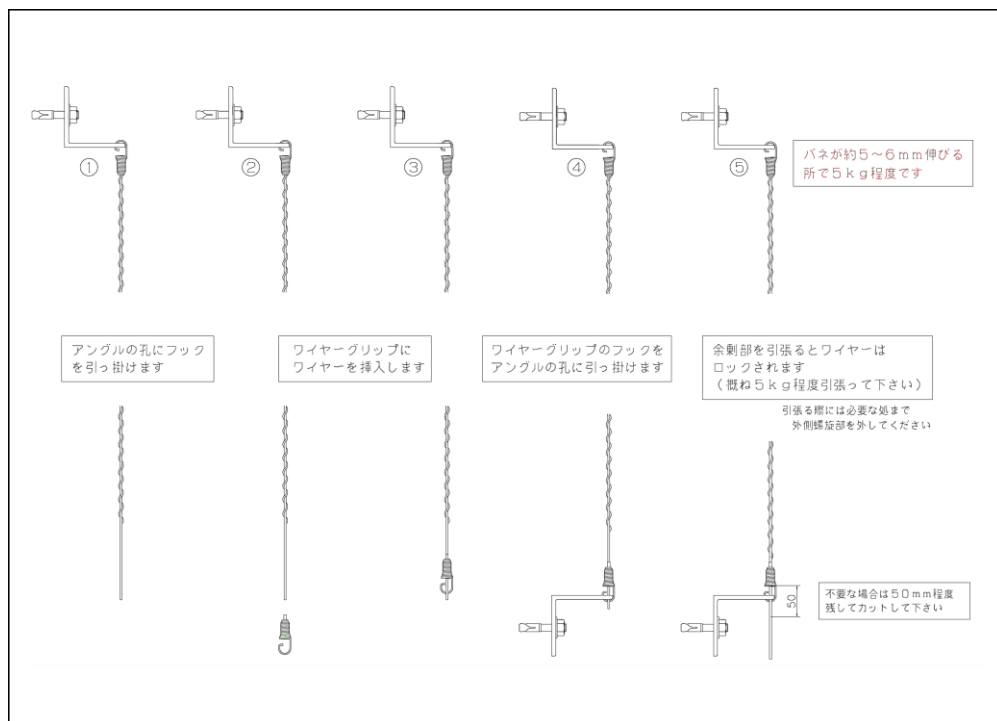 ①
②
③
④
⑤
バネが約5～6mm伸びる
所で5kg程度です
アングルの孔にフック
を引っ掛けます
ワイヤーグリップに
ワイヤーを挿入します
ワイヤーグリップのフックを
アングルの孔に引っ掛けます
余剰部を引張るとワイヤーは
ロックされます
(概ね5kg程度引張って下さい)
引張る際には必要な処まで
外側螺旋部を外してください
50
不要な場合は50mm程度
残してカットして下さい